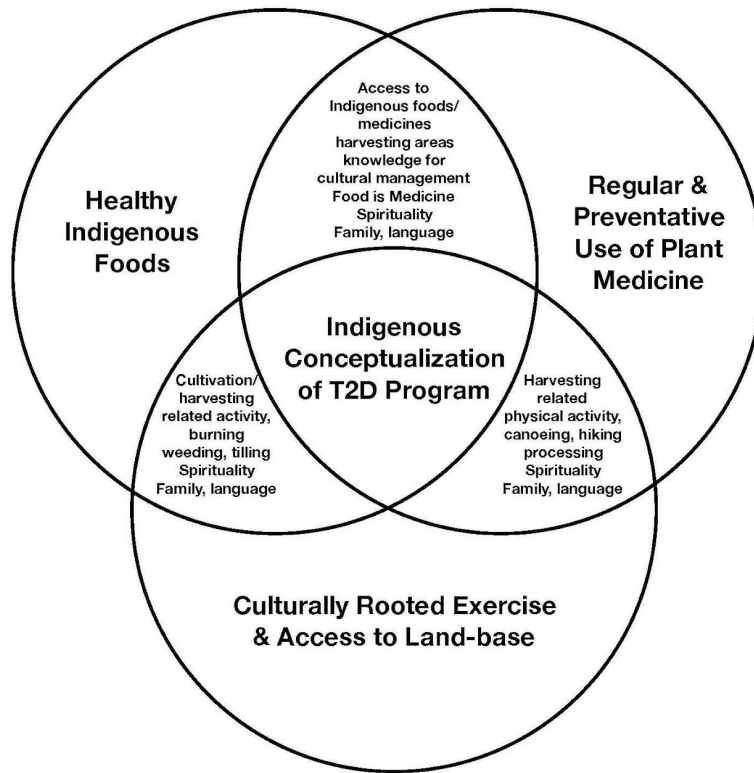 Access to
Indigenous foods/
medicines
harvesting areas
knowledge for
cultural management
Food is Medicine
Spirituality
Family, language
Healthy
Indigenous
Foods
Regular &
Preventative
Use of Plant
Medicine
Indigenous
Conceptualization
of T2D Program
Cultivation/
harvesting
related activity,
burning
weeding, tilling
Spirituality
Family, language
Harvesting
related
physical activity,
canoeing, hiking
processing
Spirituality
Family, language
Culturally Rooted Exercise
& Access to Land-base